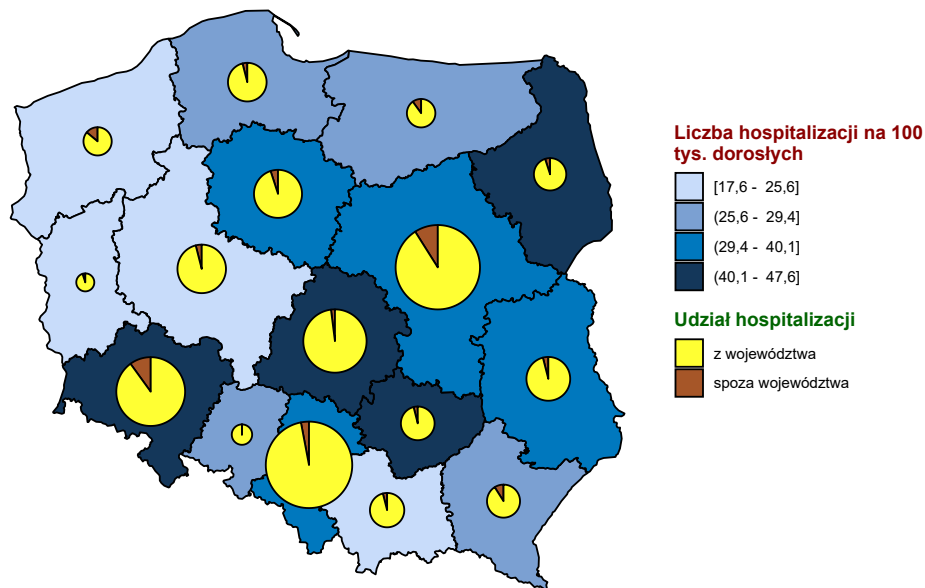 Liczba hospitalizacji na 100
tys. dorosłych
[17,6 - 25,6]
(25,6 - 29,4]
(29,4 - 40,1]
(40,1 - 47,6]
Udział hospitalizacji
z województwa
spoza województwa